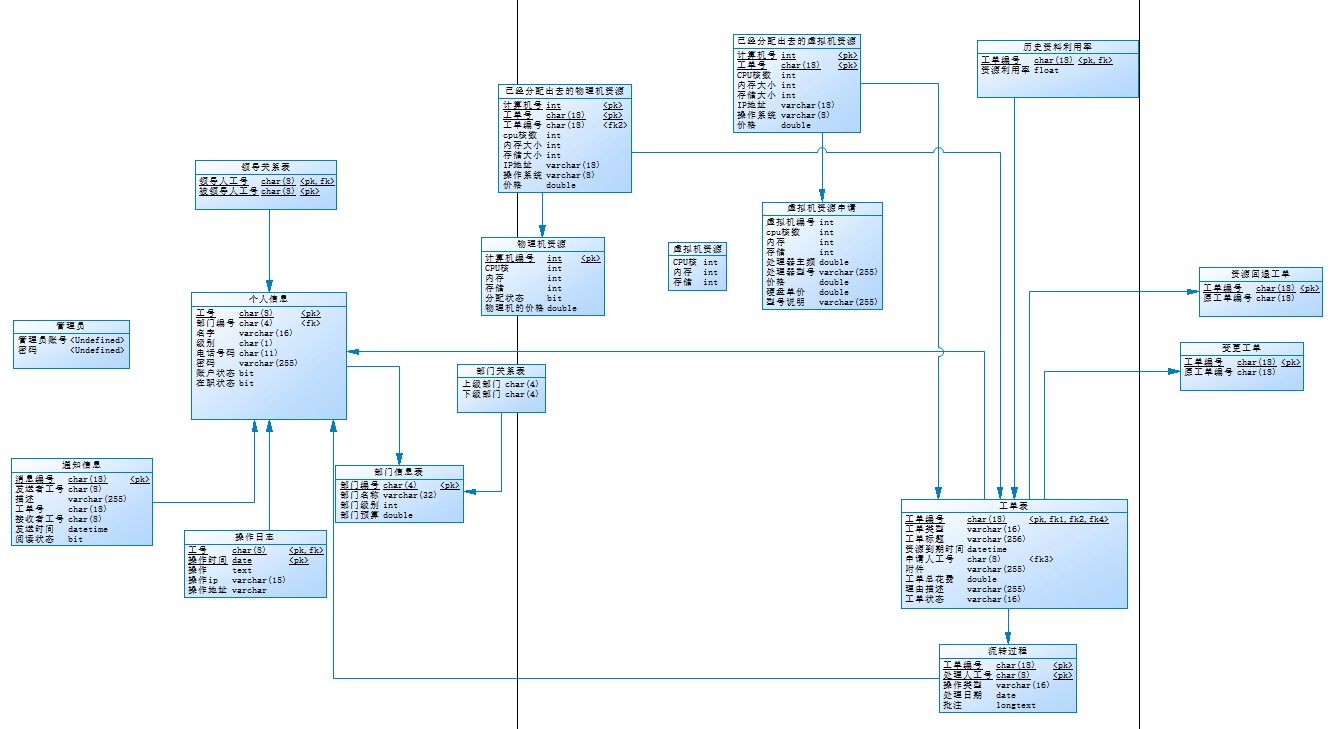 领导关系表
领导人工号 char(8) <pk,fk>
被领导人工号 char(8) <pk>
个人信息
工号 char(8) <pk>
部门编号 char(4) <fk>
名字 varchar(16)
级别 char(1)
电话号码 char(11)
密码 varchar(255)
账户状态 bit
在职状态 bit
管理员
管理员账号 <Undefined>
密码 <Undefined>
通知信息
消息编号 char(18) <pk>
发送者工号 char(8)
描述 varchar(255)
工单号 char(18)
接收者工号 char(8)
发送时间 datetime
阅读状态 bit
操作日志
工号 char(8) <pk,fk>
操作时间 date <pk>
操作 text
操作ip varchar(15)
操作地址 varchar
已经分配出去的物理机资源
计算机号 int <pk>
工单号 char(18) <pk>
工单编号 char(18) <fk2>
cpu核数 int
内存大小 int
存储大小 int
IP地址 varchar(18)
操作系统 varchar(8)
价格 double
物理机资源
计算机编号 int <pk>
CPU核 int
内存 int
存储 int
分配状态 bit
物理机的价格 double
部门关系表
上级部门 char(4)
下级部门 char(4)
部门信息表
部门编号 char(4) <pk>
部门名称 varchar(32)
部门级别 int
部门预算 double
已经分配出去的虚拟机资源
计算机号 int <pk>
工单号 char(18) <pk>
CPU核数 int
内存大小 int
存储大小 int
IP地址 varchar(18)
操作系统 varchar(8)
价格 double
虚拟机资源
CPU核 int
内存 int
存储 int
虚拟机资源申请
虚拟机编号 int
cpu核数 int
内存 int
存储 int
处理器主频 double
处理器型号 varchar(255)
价格 double
硬盘单价 double
型号说明 varchar(255)
历史资料利用率
工单编号 char(18) <pk,fk>
资源利用率 float
资源回退工单
工单编号 char(18) <pk>
原工单编号 char(18)
变更工单
工单编号 char(18) <pk>
原工单编号 char(18)
工单表
工单编号 char(18) <pk,fk1,fk2,fk4>
工单类型 varchar(16)
工单标题 varchar(256)
资源到期时间 datetime
申请人工号 char(8) <fk3>
附件 varchar(255)
工单总花费 double
理由描述 varchar(255)
工单状态 varchar(16)
流转过程
工单编号 char(18) <pk>
处理人工号 char(8) <pk>
操作类型 varchar(16)
处理日期 date
批注 longtext